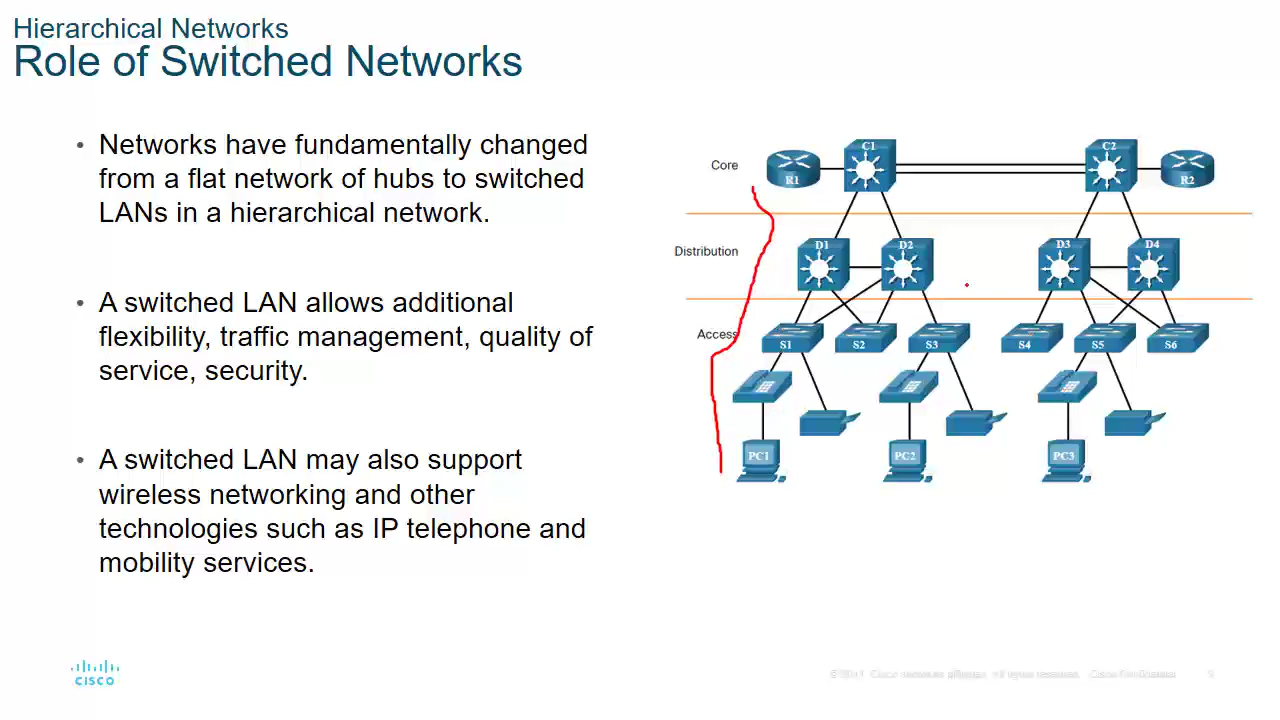 Hierarchical Networks
Role of Switched Networks
• Networks have fundamentally changed
from a flat network of hubs to switched
LANs in a hierarchical network.
• A switched LAN allows additional
flexibility, traffic management, quality of
service, security.
• A switched LAN may also support
wireless networking and other
technologies such as IP telephone and
mobility services.
Core
R1
C1
C2
R2
Distribution
D1
D2
D3
D4
Access
S1
S2
S3
S4
S5
S6
PC1
PC2
PC3
CISCO